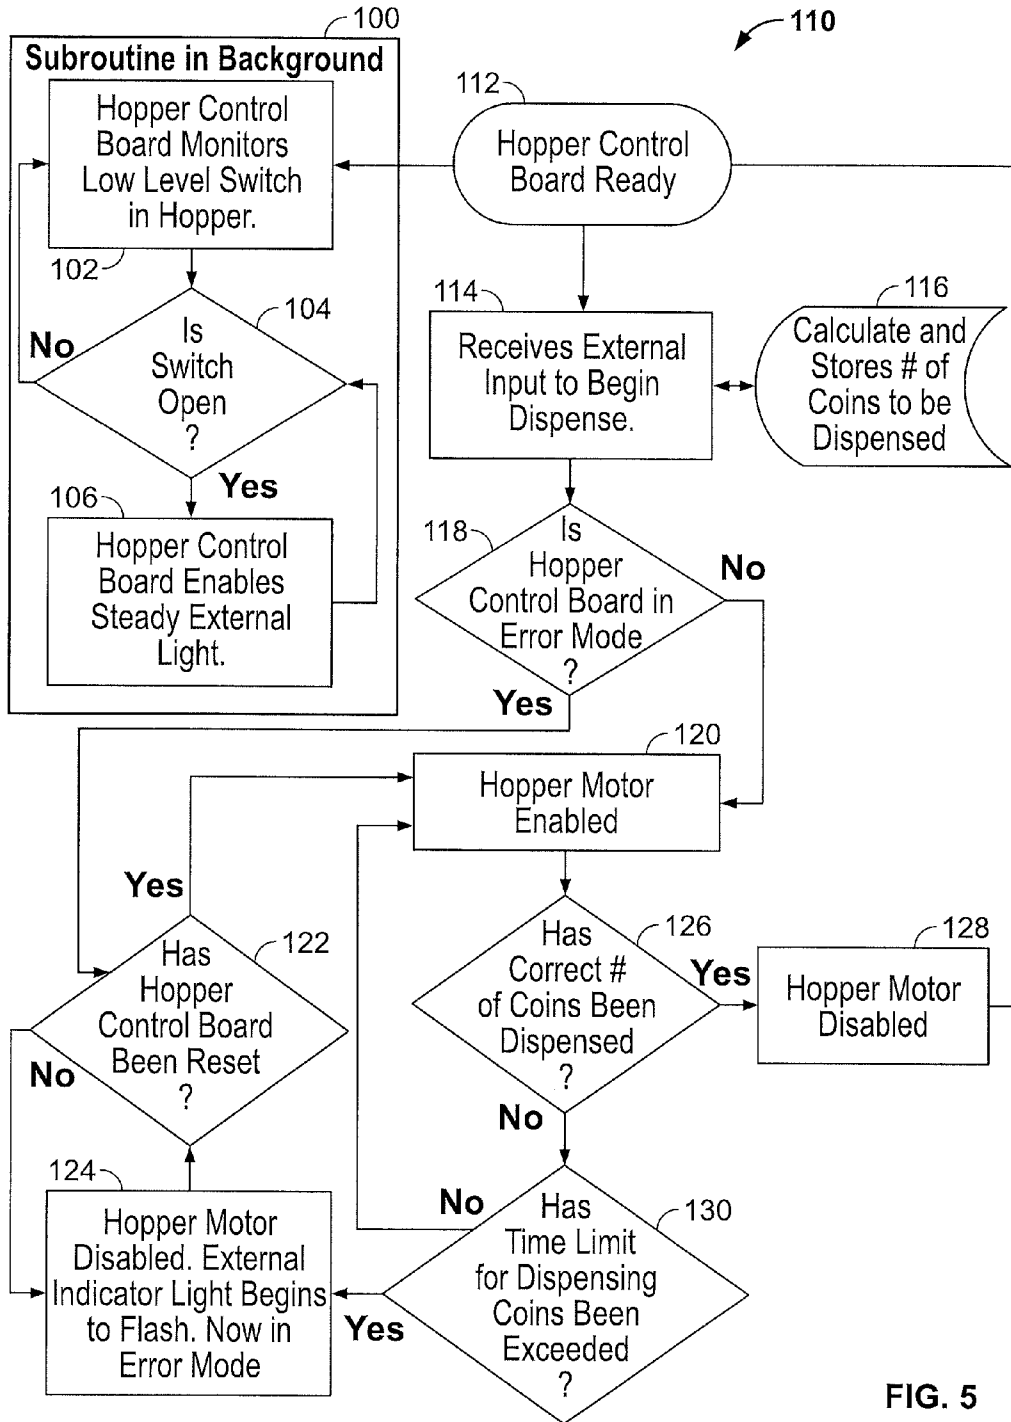 100
110
Subroutine in Background
Hopper Control
Board Monitors
Low Level Switch
in Hopper.
102
112
Hopper Control
Board Ready
104
Is
Switch
Open
?
No
Yes
106
Hopper Control
Board Enables
Steady External
Light.
114
Receives External
Input to Begin
Dispense.
116
Calculate and
Stores # of
Coins to be
Dispensed
118
Is
Hopper
Control Board in
Error Mode
?
No
Yes
120
Hopper Motor
Enabled
Yes
122
Has
Hopper
Control Board
Been Reset
?
No
126
Has
Correct #
of Coins Been
Dispensed
?
Yes
No
128
Hopper Motor
Disabled
124
Hopper Motor
Disabled. External
Indicator Light Begins
to Flash. Now in
Error Mode
130
Has
Time Limit
for Dispensing
Coins Been
Exceeded
?
No
Yes
FIG. 5